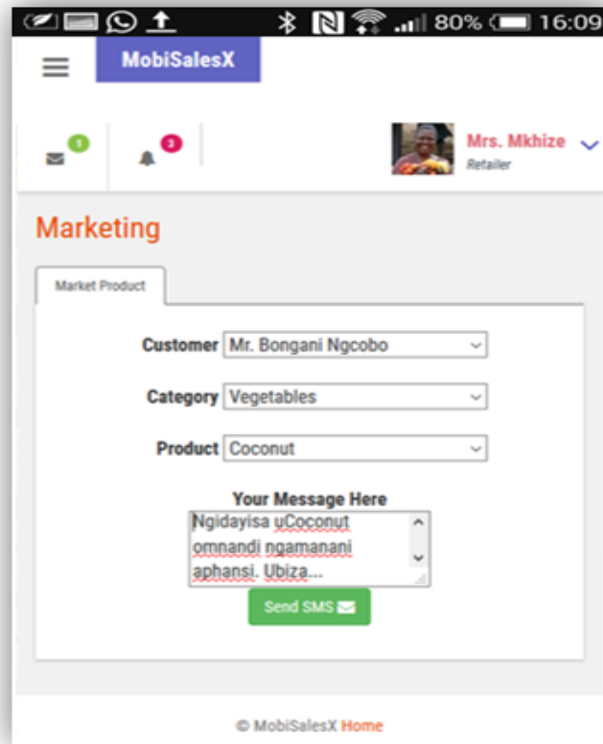 80% 16:09
MobiSalesX
1 3
Mrs. Mkhize
Retailer
Marketing
Market Product
Customer Mr. Bongani Ngcobo
Category Vegetables
Product Coconut
Your Message Here
Ngidayisa uCoconut
omnandi ngamanani
aphansi. Ubiza...
Send SMS
© MobiSalesX Home